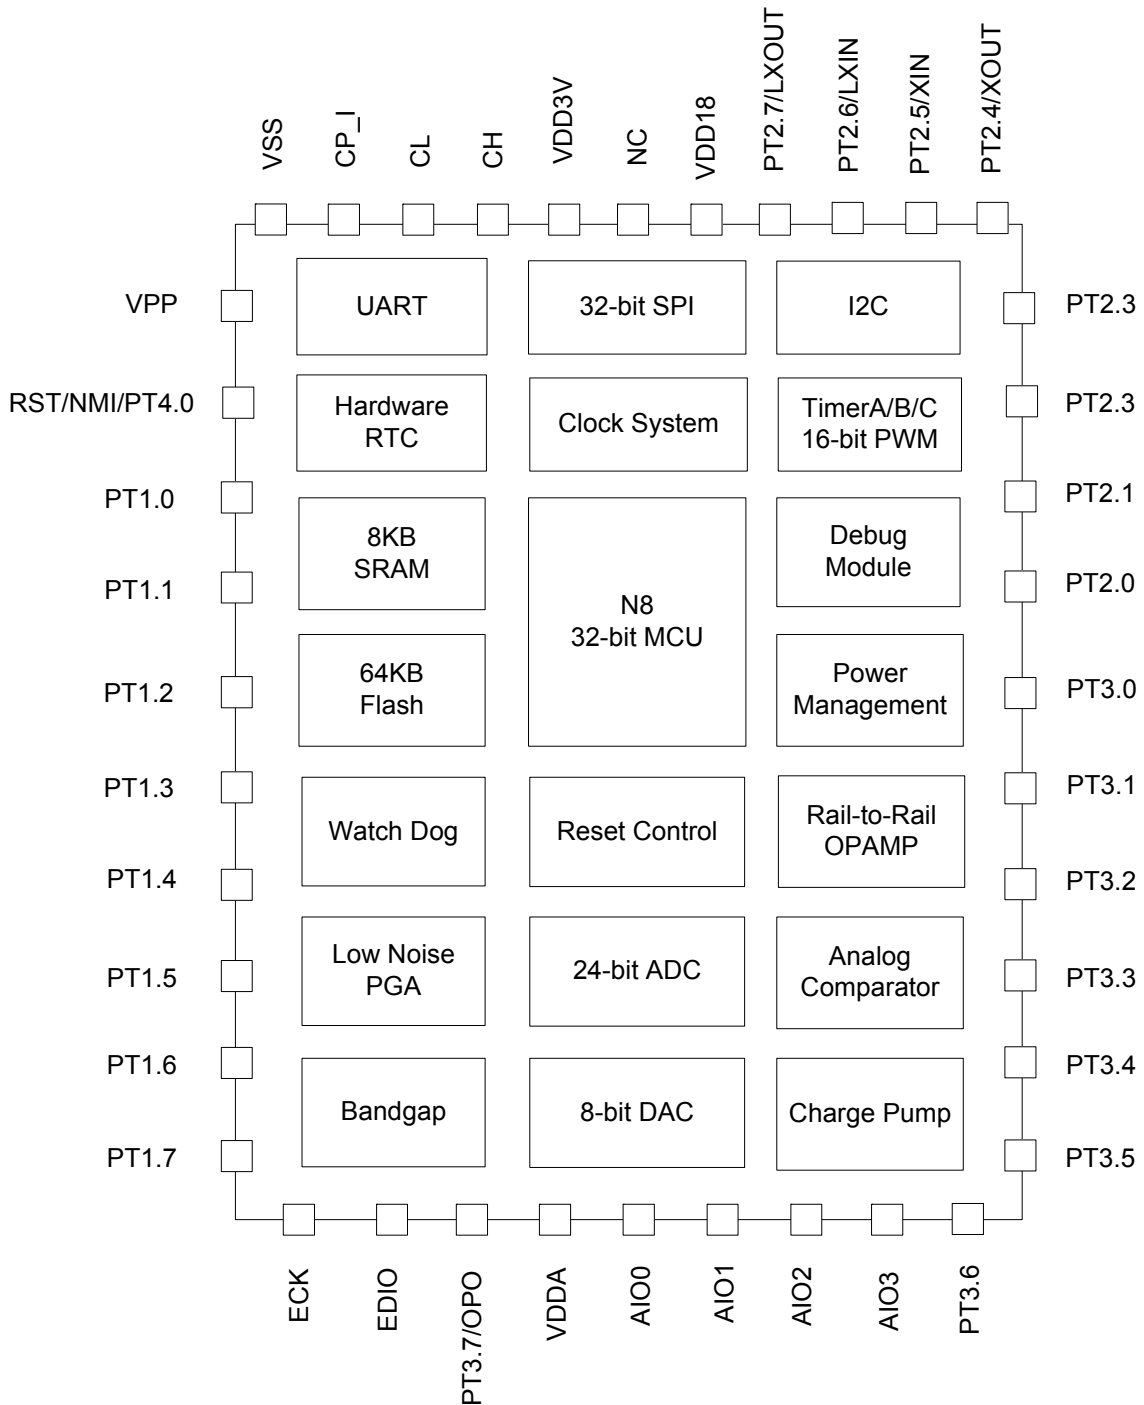 VSS
CP_I
CL
CH
VDD3V
NC
VDD18
PT2.7/LXOUT
PT2.6/LXIN
PT2.5/XIN
PT2.4/XOUT
VPP
RST/NMI/PT4.0
PT1.0
PT1.1
PT1.2
PT1.3
PT1.4
PT1.5
PT1.6
PT1.7
UART
32-bit SPI
I2C
Hardware
RTC
Clock System
TimerA/B/C
16-bit PWM
8KB
SRAM
N8
32-bit MCU
Debug
Module
64KB
Flash
Power
Management
Watch Dog
Reset Control
Rail-to-Rail
OPAMP
Low Noise
PGA
24-bit ADC
Analog
Comparator
Bandgap
8-bit DAC
Charge Pump
PT2.3
PT2.3
PT2.1
PT2.0
PT3.0
PT3.1
PT3.2
PT3.3
PT3.4
PT3.5
ECK
EDIO
PT3.7/OPO
VDDA
AIO0
AIO1
AIO2
AIO3
PT3.6